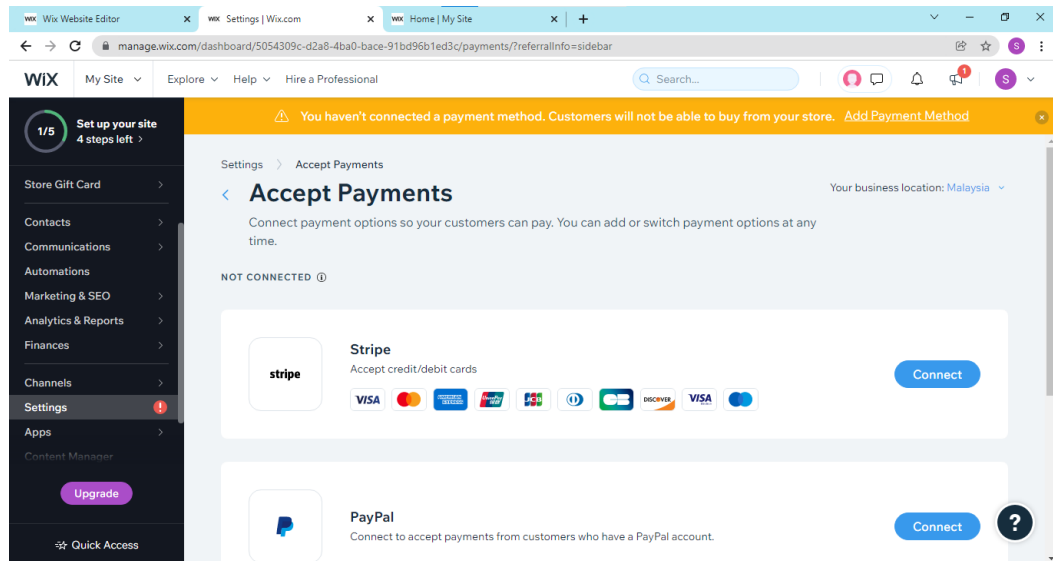 WiX Wix Website Editor
WiX Settings | Wix.com
WiX Home | My Site
manage.wix.com/dashboard/5054309c-d2a8-4ba0-bace-91bd96b1ed3c/payments/?referralInfo=sidebar
S
WiX
My Site
Explore
Help
Hire a Professional
Search...
1
S
1/5
Set up your site
4 steps left >
You haven't connected a payment method. Customers will not be able to buy from your store. Add Payment Method
Store Gift Card
Contacts
Communications
Automations
Marketing & SEO
Analytics & Reports
Finances
Channels
Settings
Apps
Content Manager
Upgrade
Quick Access
Settings > Accept Payments
Accept Payments
Your business location: Malaysia
Connect payment options so your customers can pay. You can add or switch payment options at any
time.
NOT CONNECTED
stripe
Stripe
Accept credit/debit cards
VISA
JCB
CB
DISCOVER
VISA
Connect
PayPal
Connect to accept payments from customers who have a PayPal account.
Connect
?